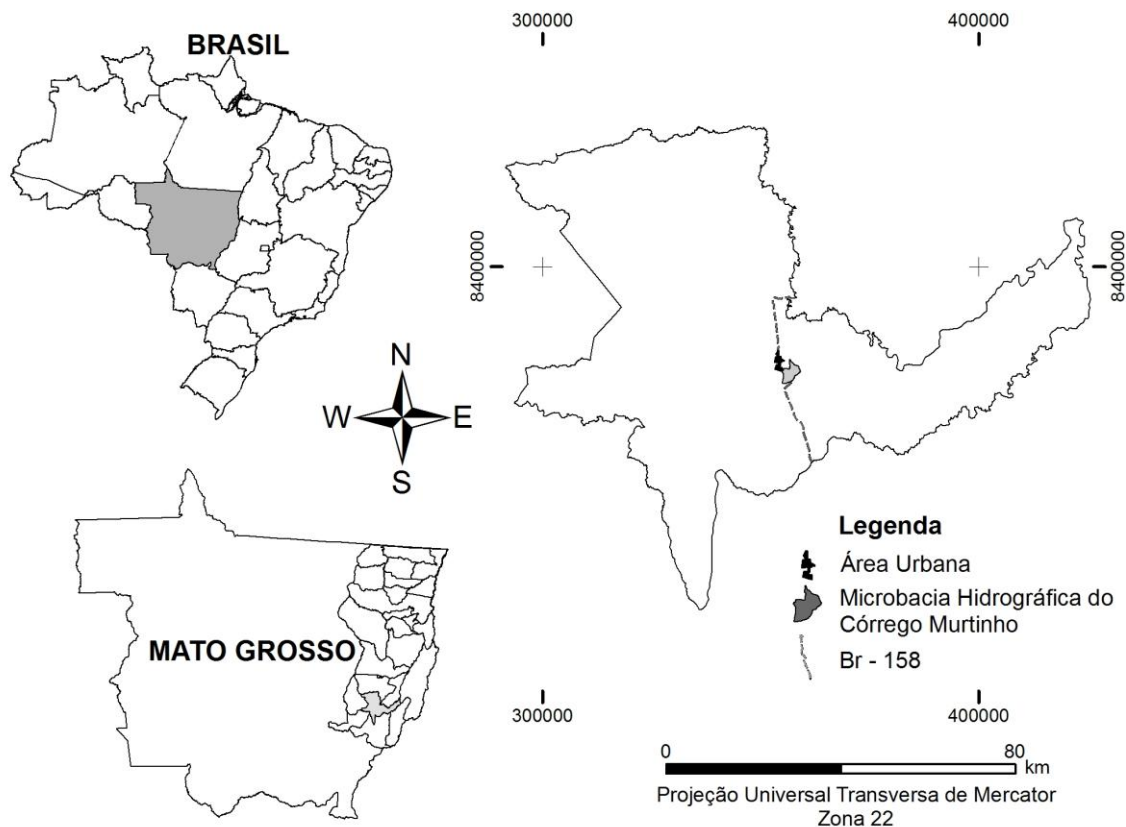 BRASIL
300000
400000
8400000
8400000
N
W
E
S
MATO GROSSO
Legenda
Área Urbana
Microbacia Hidrográfica do
Córrego Murtinho
Br - 158
300000
400000
0
80
km
Projeção Universal Transversa de Mercator
Zona 22